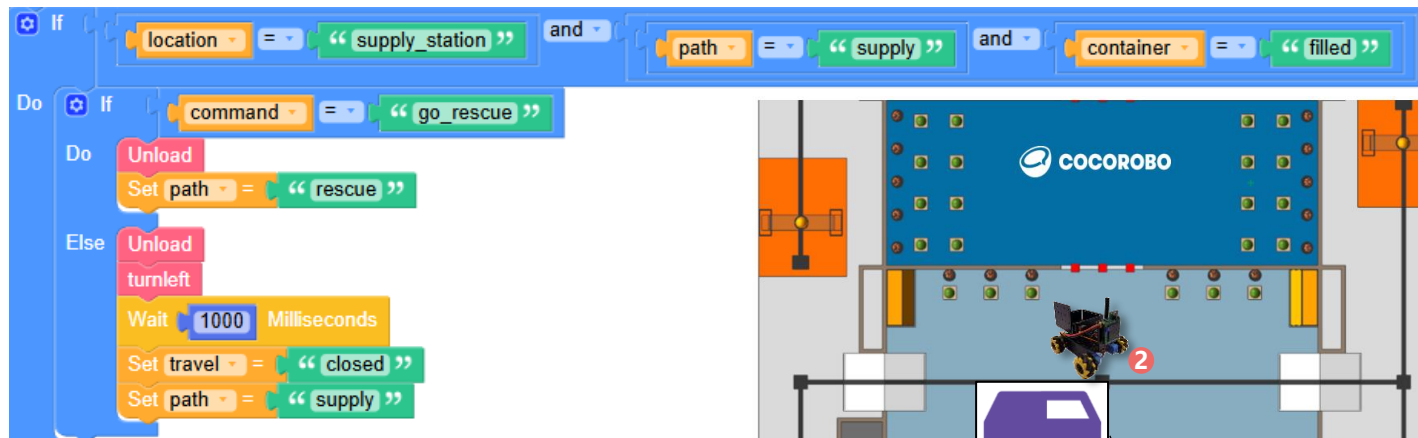 If location = “ supply_station ” and path = “ supply ” and container = “ filled ”
Do If command = “ go_rescue ”
Do Unload
Set path = “ rescue ”
Else Unload
turnleft
Wait 1000 Milliseconds
Set travel = “ closed ”
Set path = “ supply ”
COCOROBO
2